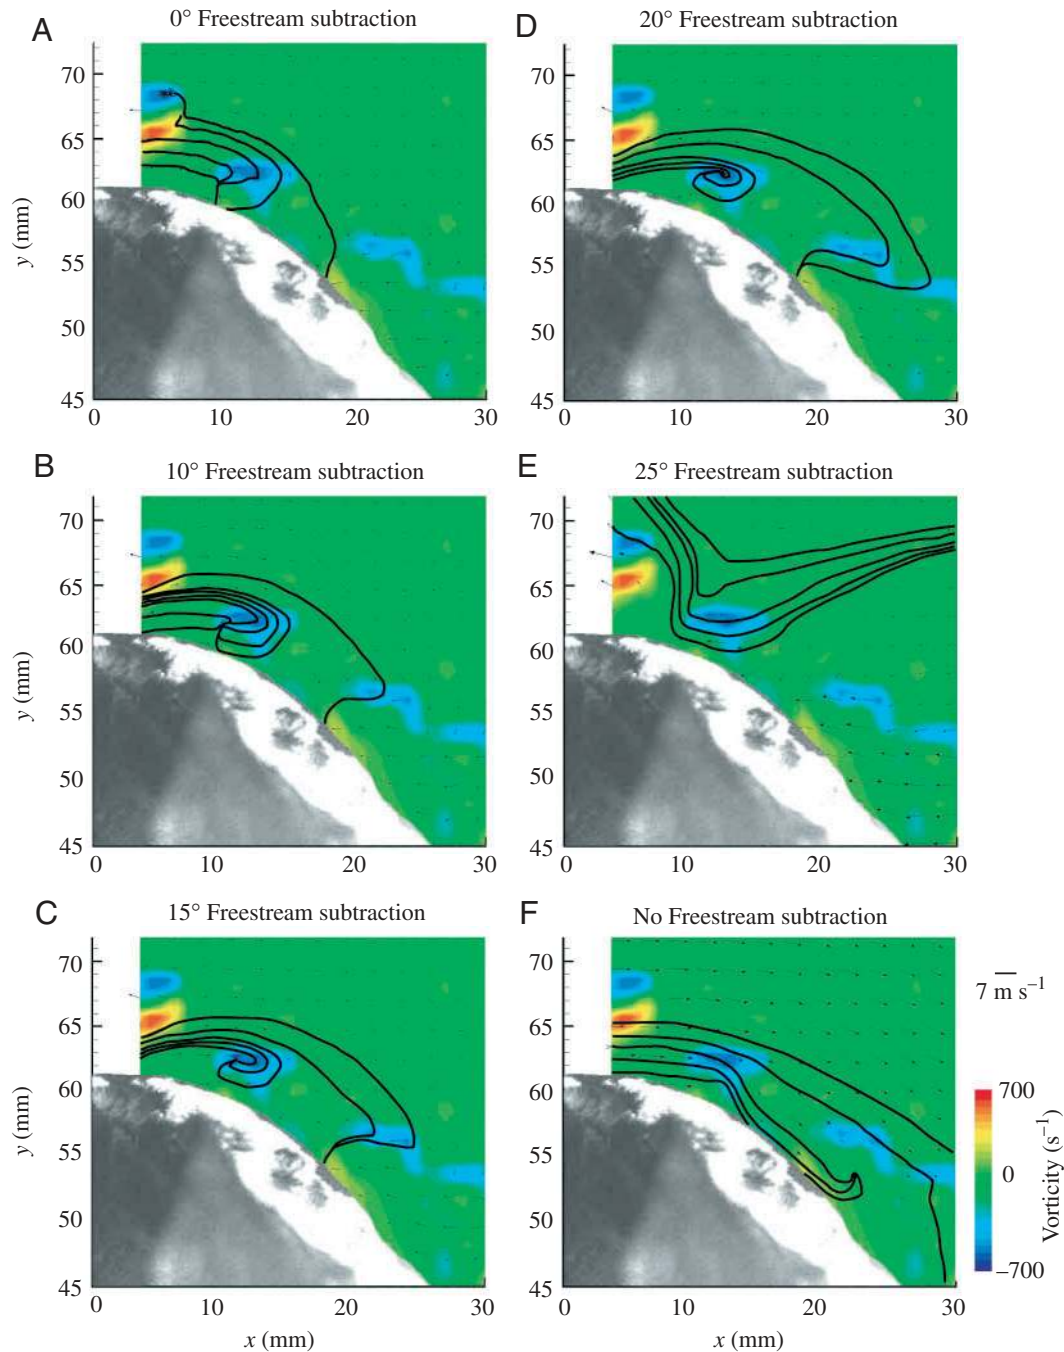 A
0° Freestream subtraction
70
65
60
55
50
45
y (mm)
0 10 20 30
D
20° Freestream subtraction
70
65
60
55
50
45
0 10 20 30
B
10° Freestream subtraction
70
65
60
55
50
45
y (mm)
0 10 20 30
E
25° Freestream subtraction
70
65
60
55
50
45
0 10 20 30
C
15° Freestream subtraction
70
65
60
55
50
45
y (mm)
0 10 20 30
x (mm)
F
No Freestream subtraction
70
65
60
55
50
45
0 10 20 30
x (mm)
7 m s⁻¹
700
0
–700
Vorticity (s⁻¹)